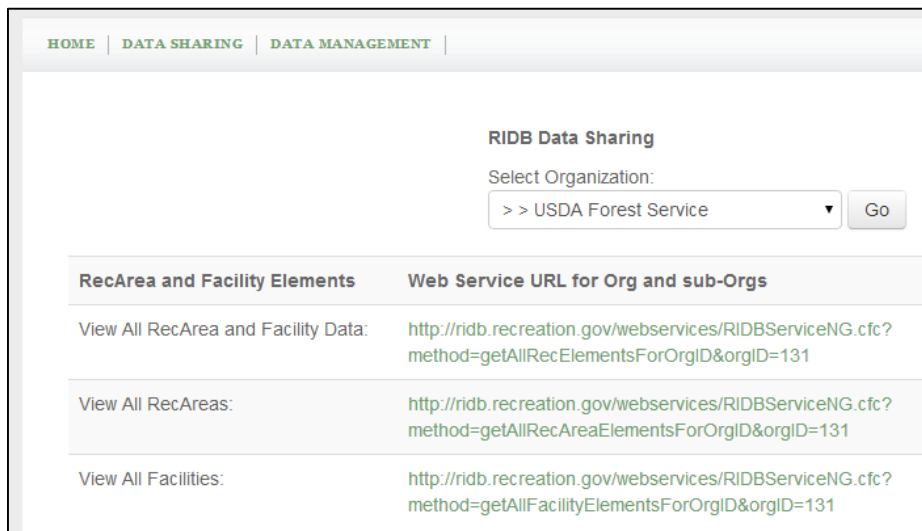 HOME | DATA SHARING | DATA MANAGEMENT |
RIDB Data Sharing
Select Organization:
> > USDA Forest Service
Go
RecArea and Facility Elements Web Service URL for Org and sub-Orgs
View All RecArea and Facility Data: http://ridb.recreation.gov/webservices/RIDBServiceNG.cfc?
method=getAllRecElementsForOrgID&orgID=131
View All RecAreas: http://ridb.recreation.gov/webservices/RIDBServiceNG.cfc?
method=getAllRecAreaElementsForOrgID&orgID=131
View All Facilities: http://ridb.recreation.gov/webservices/RIDBServiceNG.cfc?
method=getAllFacilityElementsForOrgID&orgID=131